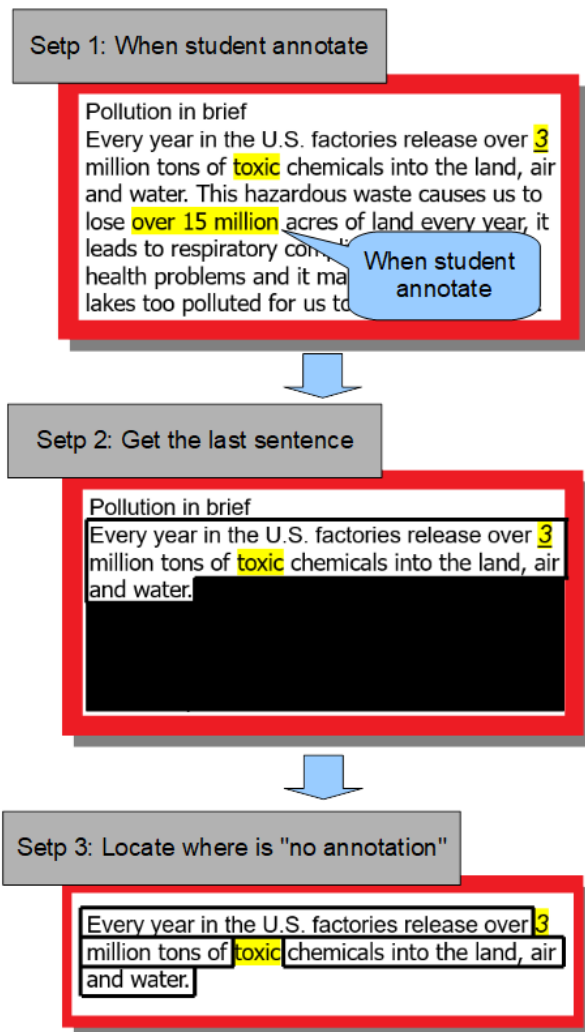 Setp 1: When student annotate
Pollution in brief
Every year in the U.S. factories release over 3
million tons of toxic chemicals into the land, air
and water. This hazardous waste causes us to
lose over 15 million acres of land every year, it
leads to respiratory
health problems and it
lakes too polluted for us
When student
annotate
Setp 2: Get the last sentence
Pollution in brief
Every year in the U.S. factories release over 3
million tons of toxic chemicals into the land, air
and water.
Setp 3: Locate where is "no annotation"
Every year in the U.S. factories release over 3
million tons of toxic chemicals into the land, air
and water.